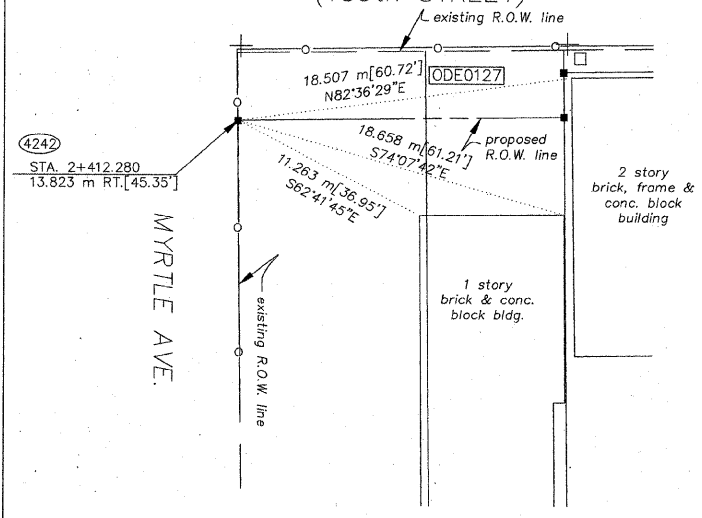 existing R.O.W. line
18.507 m[60.72']
N82°36'29"E
ODE0127
4242
STA. 2+412.280
13.823 m RT.[45.35']
18.658 m[61.21']
S74°07'42"E
proposed
R.O.W. line
11.263 m[36.95']
S62°41'45"E
2 story
brick, frame &
conc. block
building
MYRTLE AVE.
existing R.O.W. line
1 story
brick & conc.
block bldg.